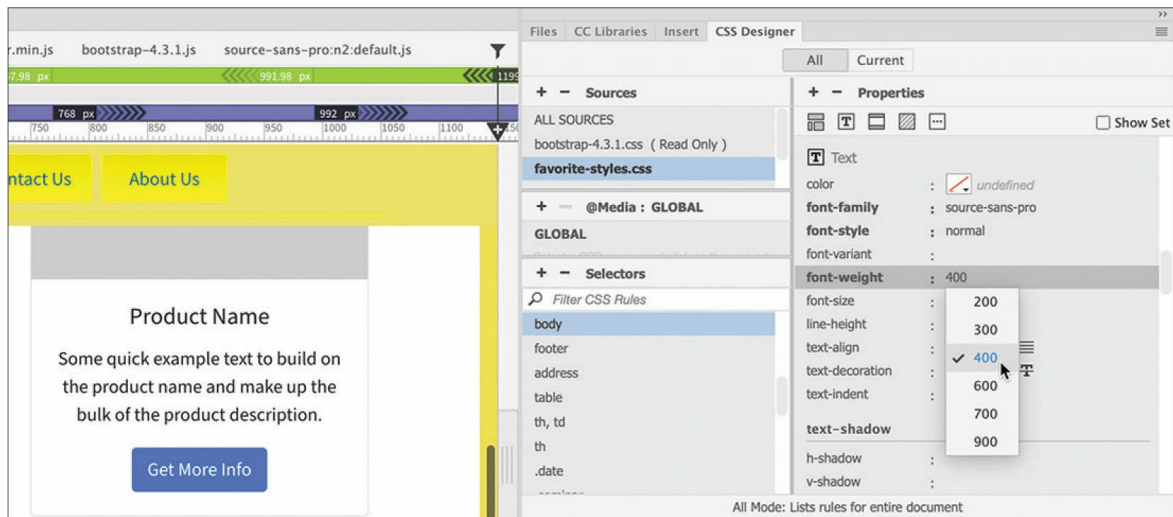 r.min.js bootstrap-4.3.1.js source-sans-pro:n2:default.js
7.98 px 991.98 px 1199
768 px 992 px
750 800 850 900 950 1000 1050 1100
ntact Us About Us
Product Name
Some quick example text to build on
the product name and make up the
bulk of the product description.
Get More Info
Files CC Libraries Insert CSS Designer
All Current
+ − Sources
ALL SOURCES
bootstrap-4.3.1.css ( Read Only )
favorite-styles.css
+ − @Media : GLOBAL
GLOBAL
+ − Selectors
Filter CSS Rules
body
footer
address
table
th, td
th
.date
+ − Properties
Show Set
T Text
color : undefined
font-family : source-sans-pro
font-style : normal
font-variant :
font-weight : 400
font-size :
line-height :
text-align :
text-decoration :
text-indent :
text-shadow
h-shadow :
v-shadow :
200
300
400
600
700
900
All Mode: Lists rules for entire document